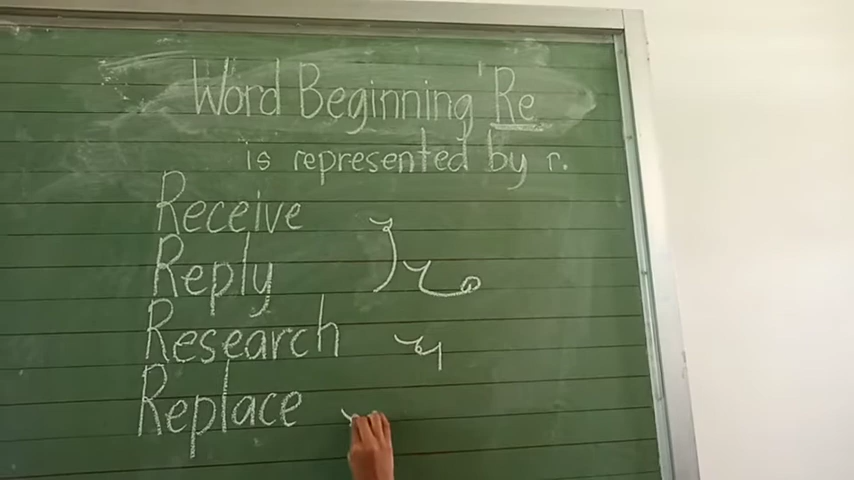 Word Beginning Re
is represented by r.
Receive
Reply
Research
Replace